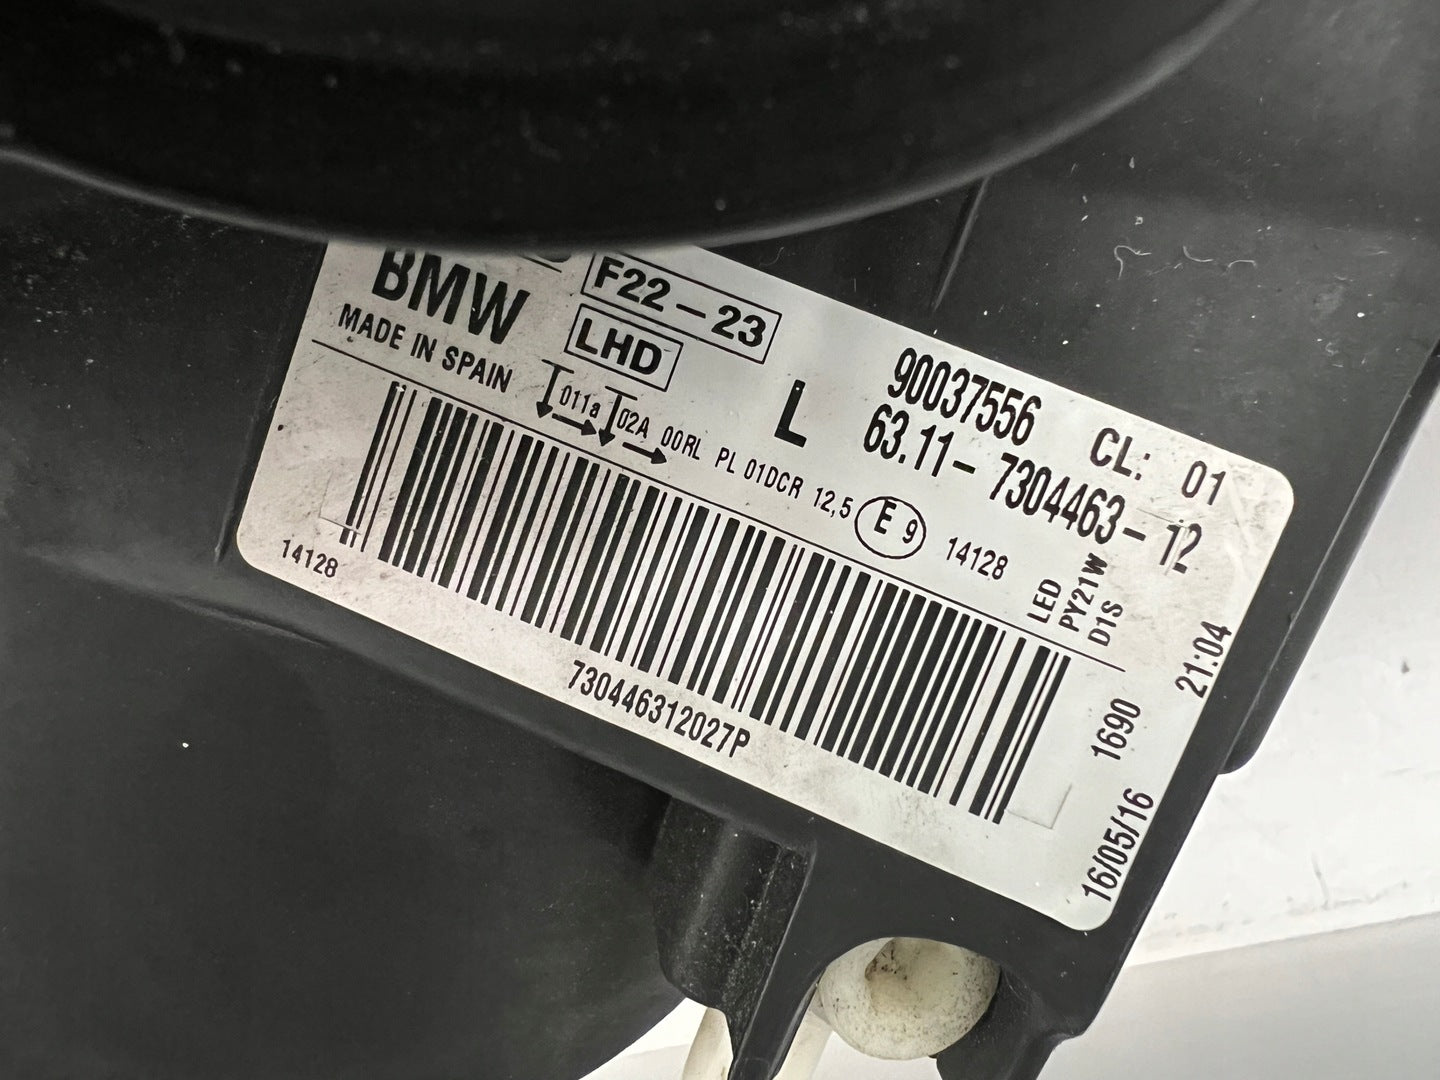 BMW
F22-23
MADE IN SPAIN
LHD
011a 02A 00RL PL 01DCR 12,5 E 9 14128
L
90037556 CL: 01
63.11- 7304463- 12
LED
PY21W
D1S
14128
730446312027P
16/05/16 1690 21:04